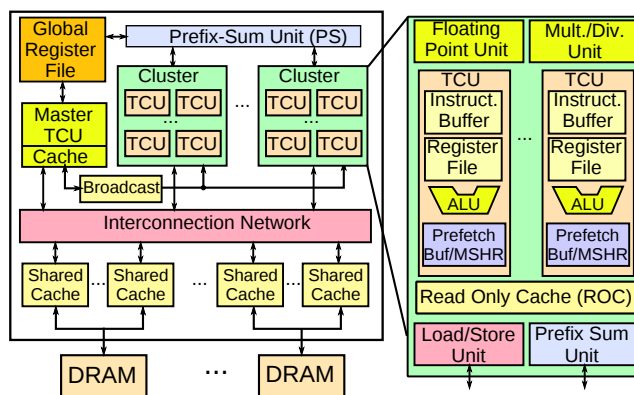 Global
Register
File
Prefix-Sum Unit (PS)
Cluster
TCU TCU
...
TCU TCU
...
Cluster
TCU TCU
...
TCU TCU
Master
TCU
Cache
Broadcast
Interconnection Network
Shared
Cache
...
Shared
Cache
...
Shared
Cache
...
Shared
Cache
DRAM
...
DRAM
Floating
Point Unit
Mult./Div.
Unit
TCU
Instruct.
Buffer
Register
File
ALU
Prefetch
Buf/MSHR
...
TCU
Instruct.
Buffer
Register
File
ALU
Prefetch
Buf/MSHR
Read Only Cache (ROC)
Load/Store
Unit
Prefix Sum
Unit